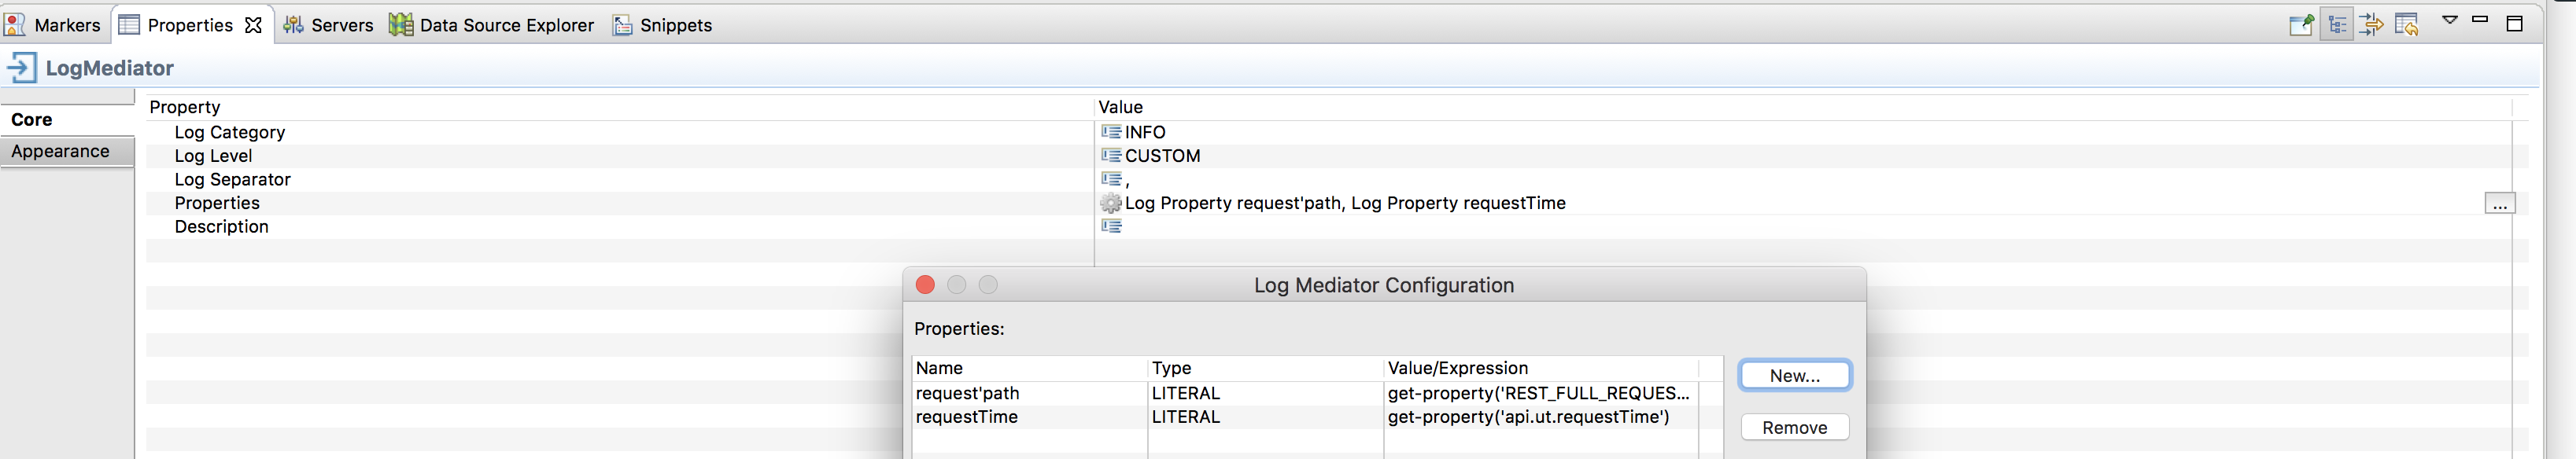 Markers Properties Servers Data Source Explorer Snippets
LogMediator
Core
Appearance
Property Value
Log Category INFO
Log Level CUSTOM
Log Separator ,
Properties Log Property request'path, Log Property requestTime ...
Description
Log Mediator Configuration
Properties:
Name Type Value/Expression
request'path LITERAL get-property('REST_FULL_REQUES...
requestTime LITERAL get-property('api.ut.requestTime')
New...
Remove